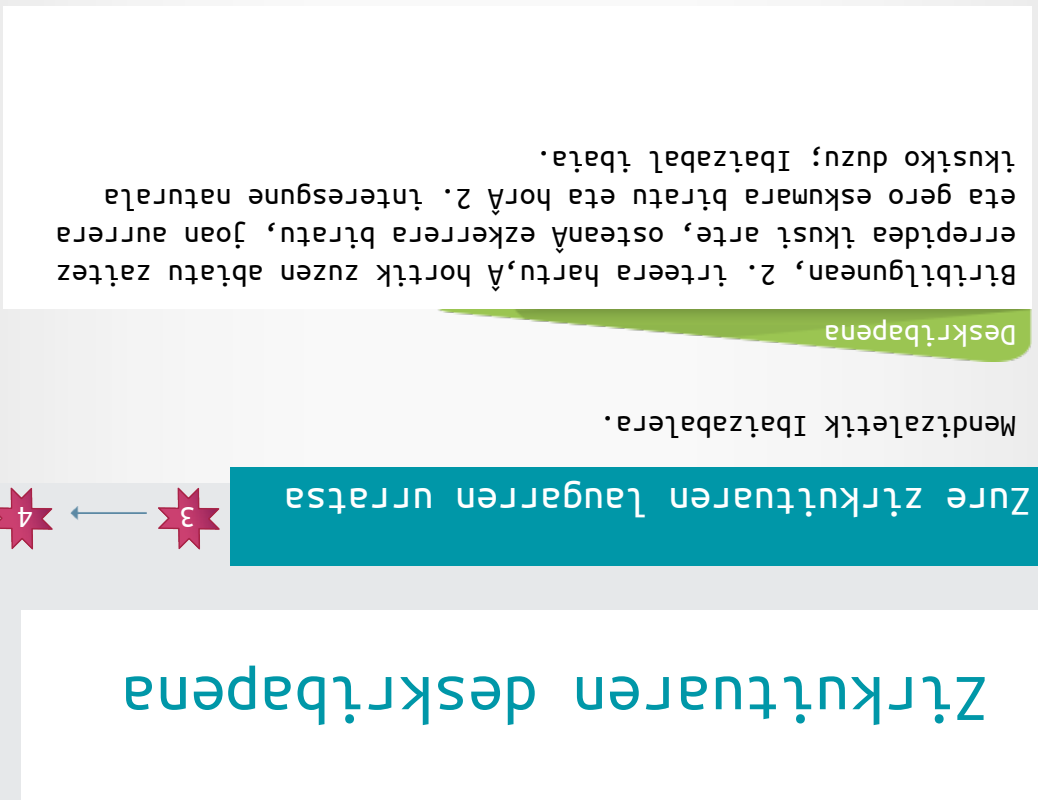 Zirkuituaren deskribapena
Zure zirkuituaren laugarren urratsa
3
4
Mendizaletik Ibaizabalera.
Deskribapena
Biribilgunean, 2. irteera hartu,Â hortik zuzen abiatu zaitez
errepidea ikusi arte, osteanÂ ezkerrera biratu, joan aurrera
eta gero eskumara biratu eta horÂ 2. interesgune naturala
ikusiko duzu; Ibaizabal ibaia.